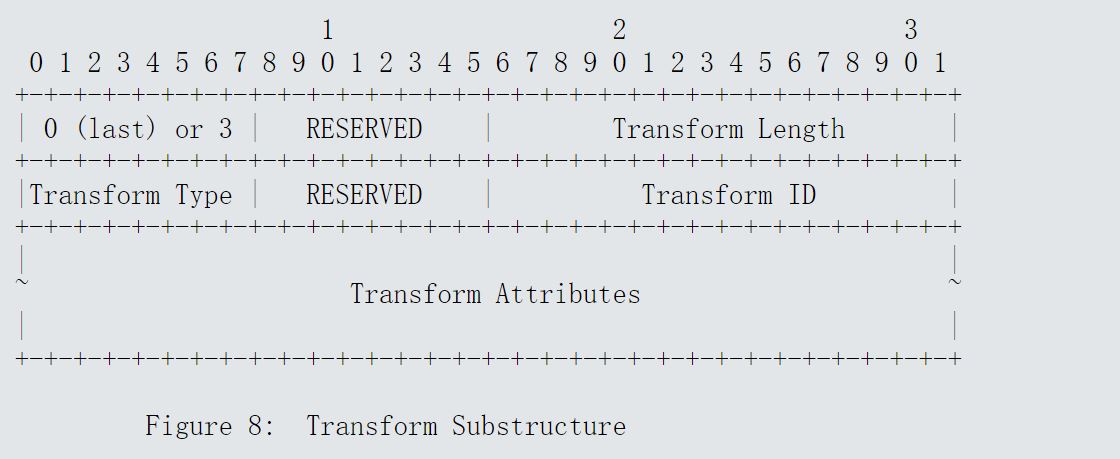 1                   2                   3
 0 1 2 3 4 5 6 7 8 9 0 1 2 3 4 5 6 7 8 9 0 1 2 3 4 5 6 7 8 9 0 1
+-+-+-+-+-+-+-+-+-+-+-+-+-+-+-+-+-+-+-+-+-+-+-+-+-+-+-+-+-+-+-+-+
| 0 (last) or 3 |   RESERVED    |        Transform Length       |
+-+-+-+-+-+-+-+-+-+-+-+-+-+-+-+-+-+-+-+-+-+-+-+-+-+-+-+-+-+-+-+-+
|Transform Type |   RESERVED    |          Transform ID         |
+-+-+-+-+-+-+-+-+-+-+-+-+-+-+-+-+-+-+-+-+-+-+-+-+-+-+-+-+-+-+-+-+
|                                                               |
~                      Transform Attributes                     ~
|                                                               |
+-+-+-+-+-+-+-+-+-+-+-+-+-+-+-+-+-+-+-+-+-+-+-+-+-+-+-+-+-+-+-+-+
         Figure 8:  Transform Substructure